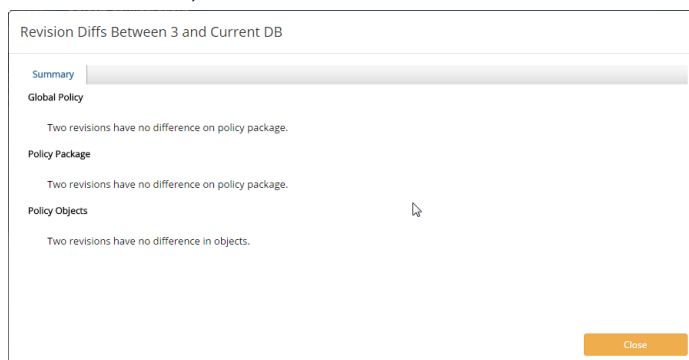 Revision Diffs Between 3 and Current DB
Summary
Global Policy
Two revisions have no difference on policy package.
Policy Package
Two revisions have no difference on policy package.
Policy Objects
Two revisions have no difference in objects.
Close